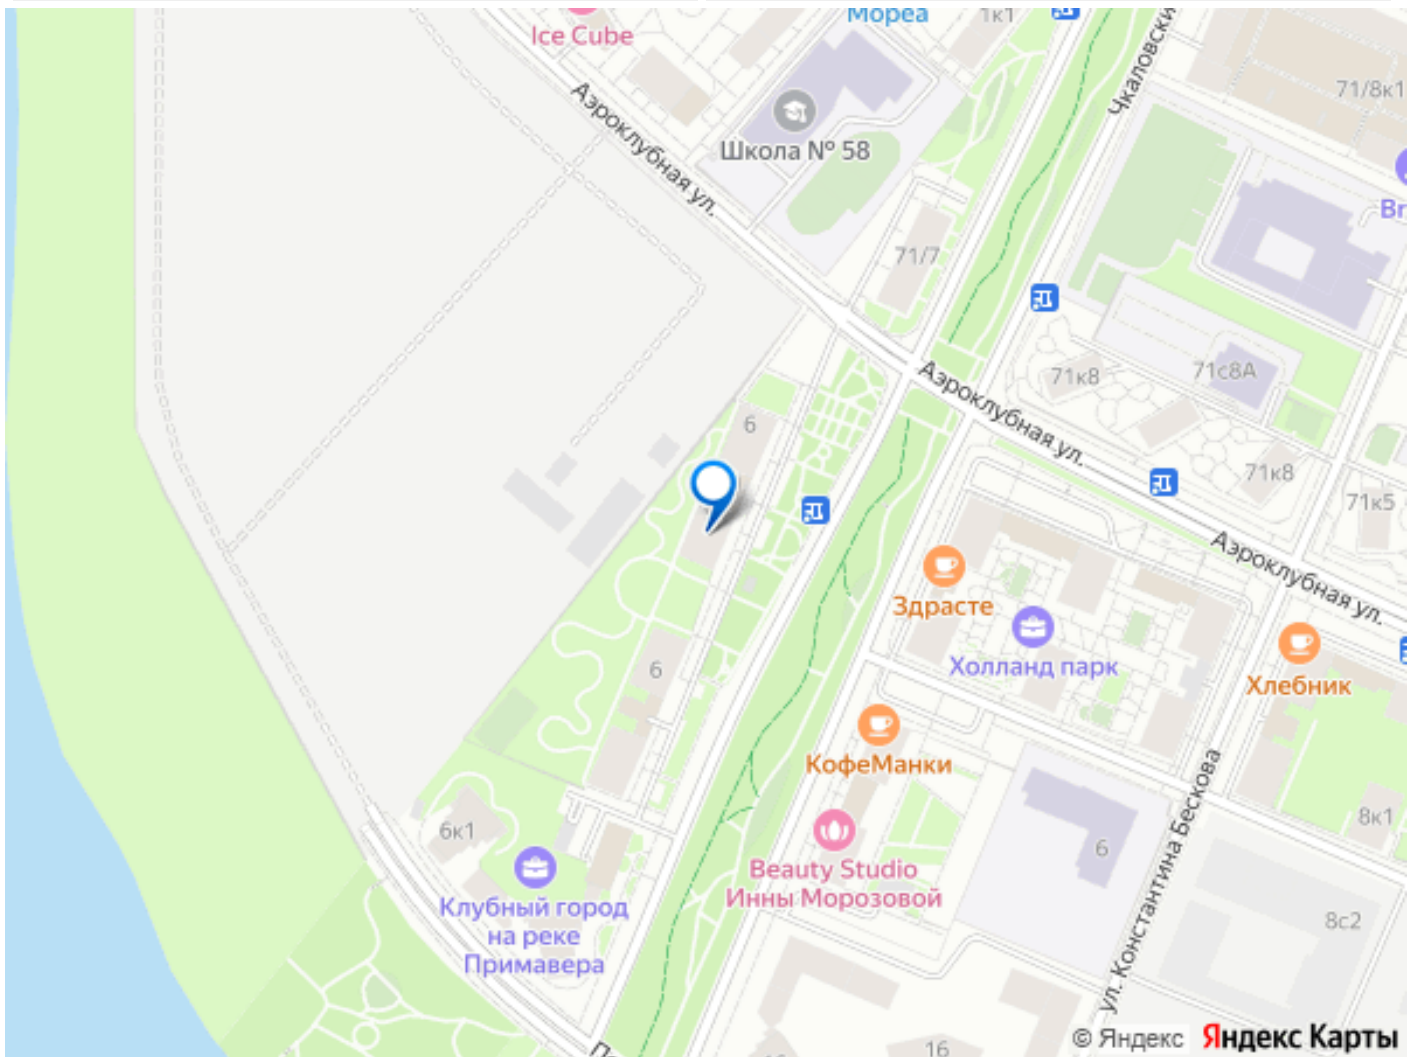 Ice Cube
Мореа
1к1
Чкаловски
71/8к1
Аэроклубная ул.
Школа № 58
Br
71/7
Аэроклубная ул.
71к8
71с8А
6
71к8
71к5
Аэроклубная ул.
Здрасте
Холланд парк
Хлебник
6
КофеМанки
6к1
Beauty Studio
Инны Морозовой
6
8к1
ул. Константина Бескова
Клубный город
на реке
Примавера
8с2
16
© Яндекс Яндекс Карты